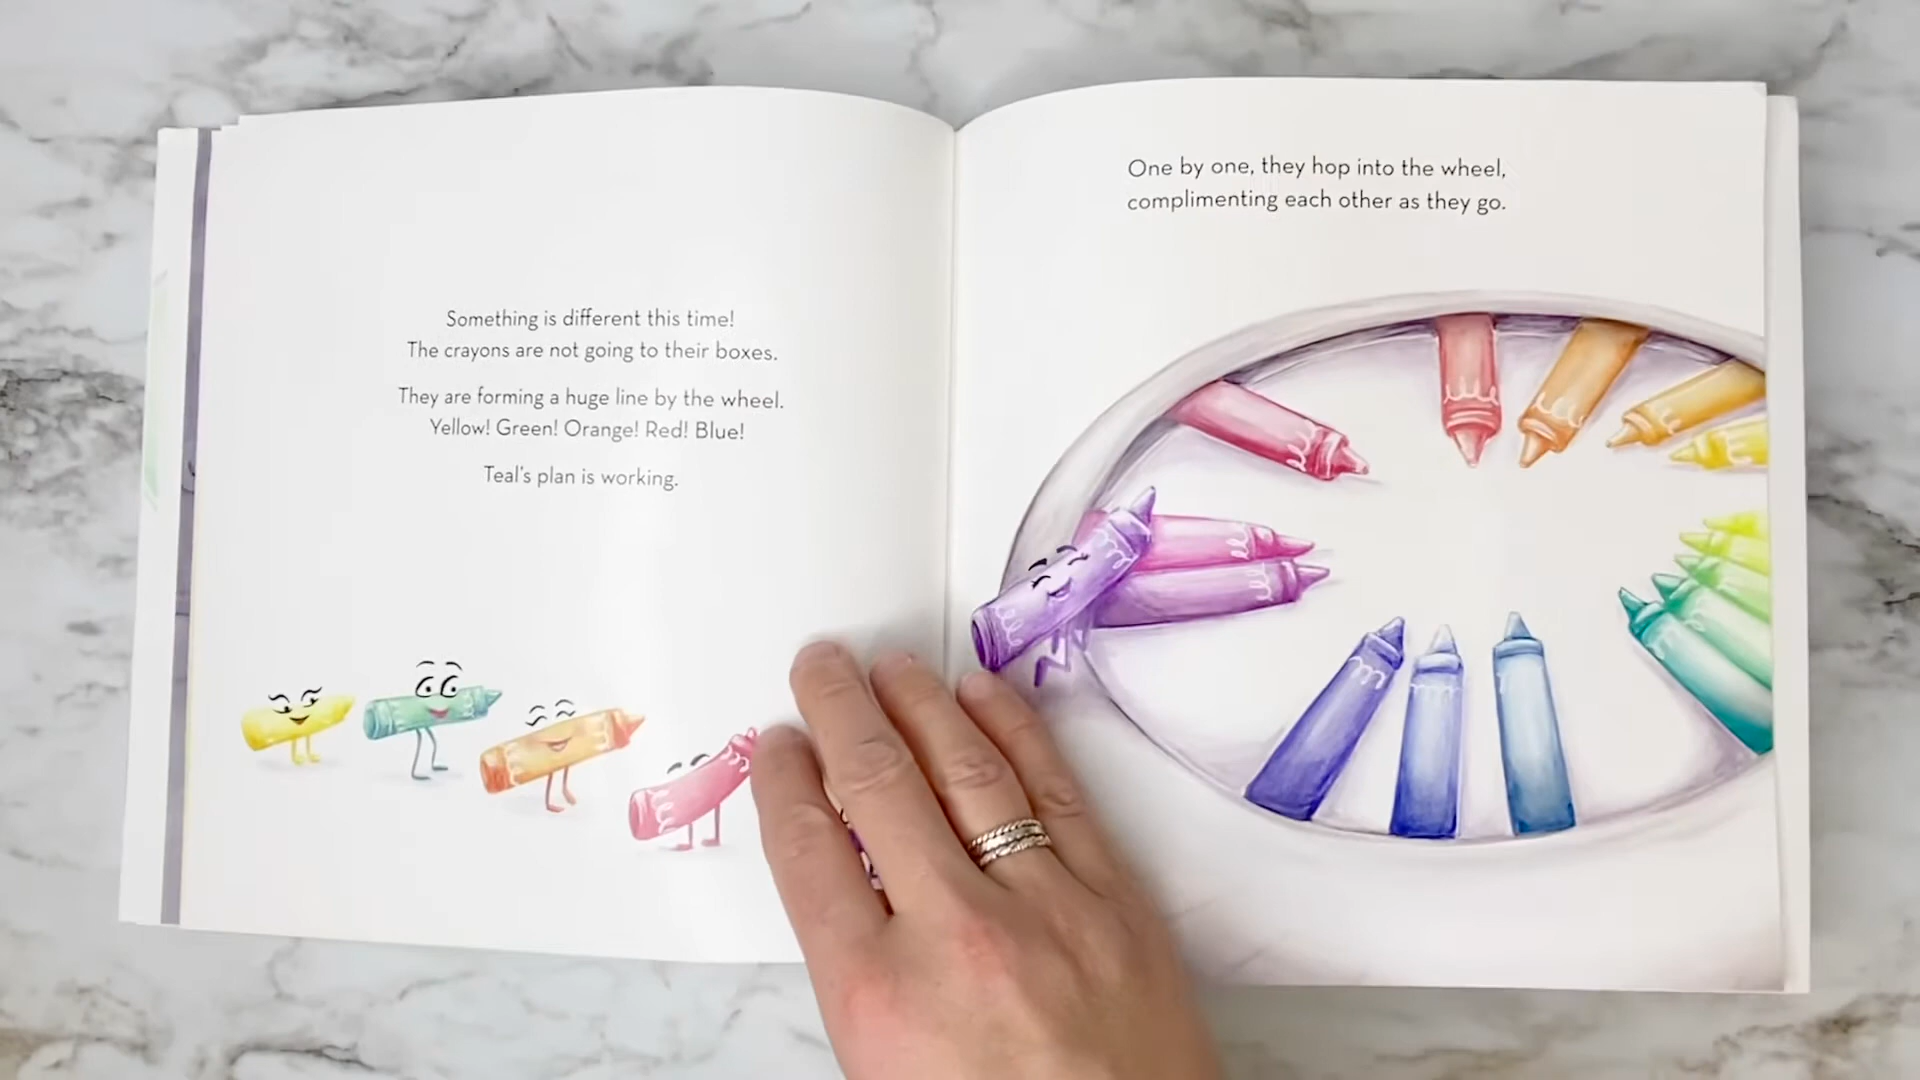 Something is different this time!
The crayons are not going to their boxes.
They are forming a huge line by the wheel.
Yellow! Green! Orange! Red! Blue!
Teal's plan is working.
One by one, they hop into the wheel,
complimenting each other as they go.